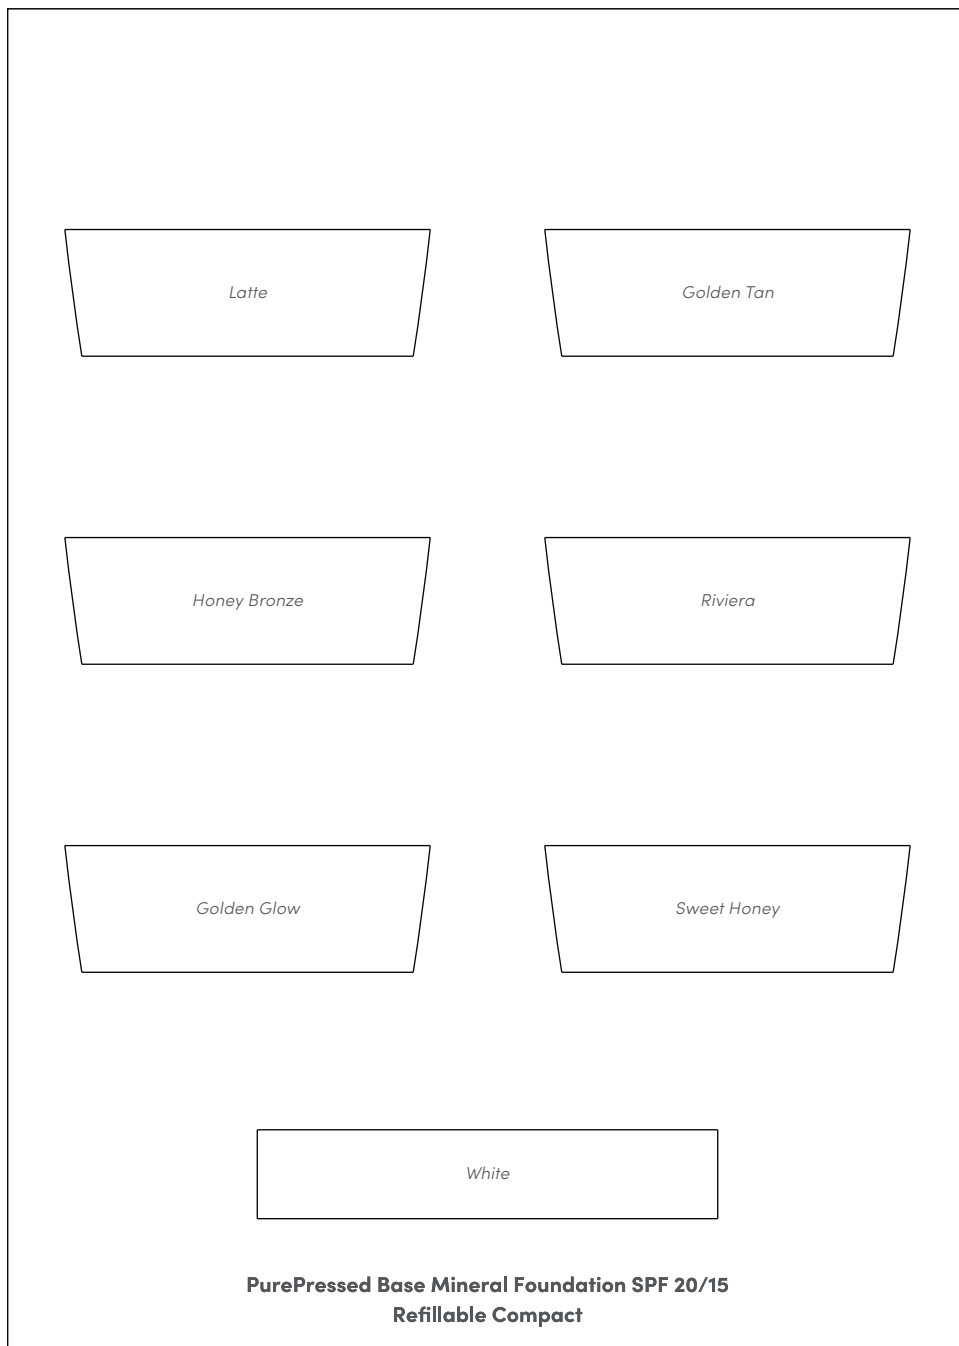 Latte
Golden Tan
Honey Bronze
Riviera
Golden Glow
Sweet Honey
White
PurePressed Base Mineral Foundation SPF 20/15
Refillable Compact